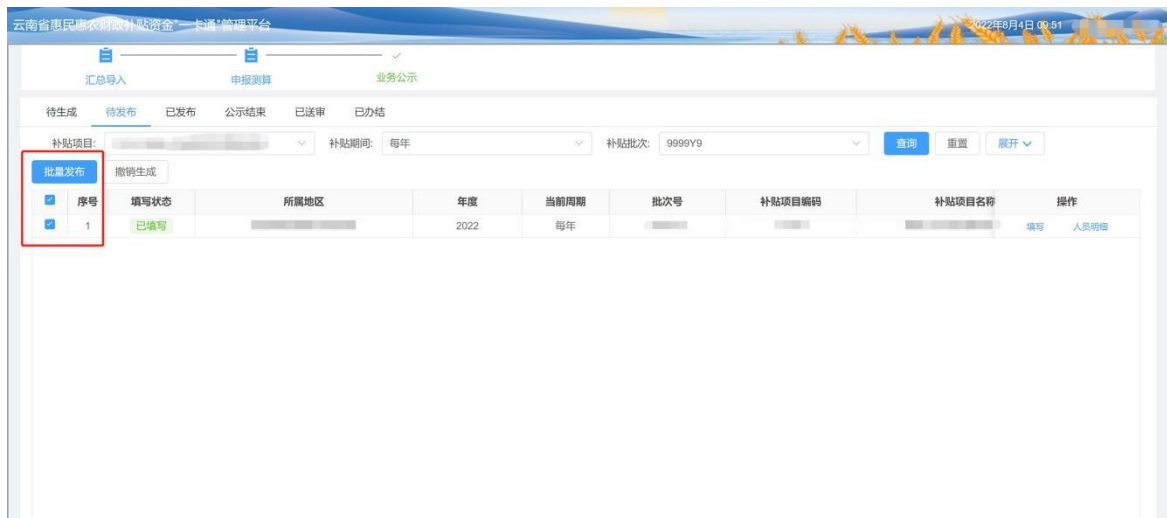 云南省惠民惠农财政补贴资金“一卡通”管理平台 2022年8月4日 09:51
汇总导入 申报测算 业务公示
待生成 待发布 已发布 公示结束 已送审 已办结
补贴项目: 补贴期间: 每年 补贴批次: 9999Y9 查询 重置 展开
批量发布 撤销生成
序号 填写状态 所属地区 年度 当前周期 批次号 补贴项目编码 补贴项目名称 操作
1 已填写 2022 每年 填写 人员明细